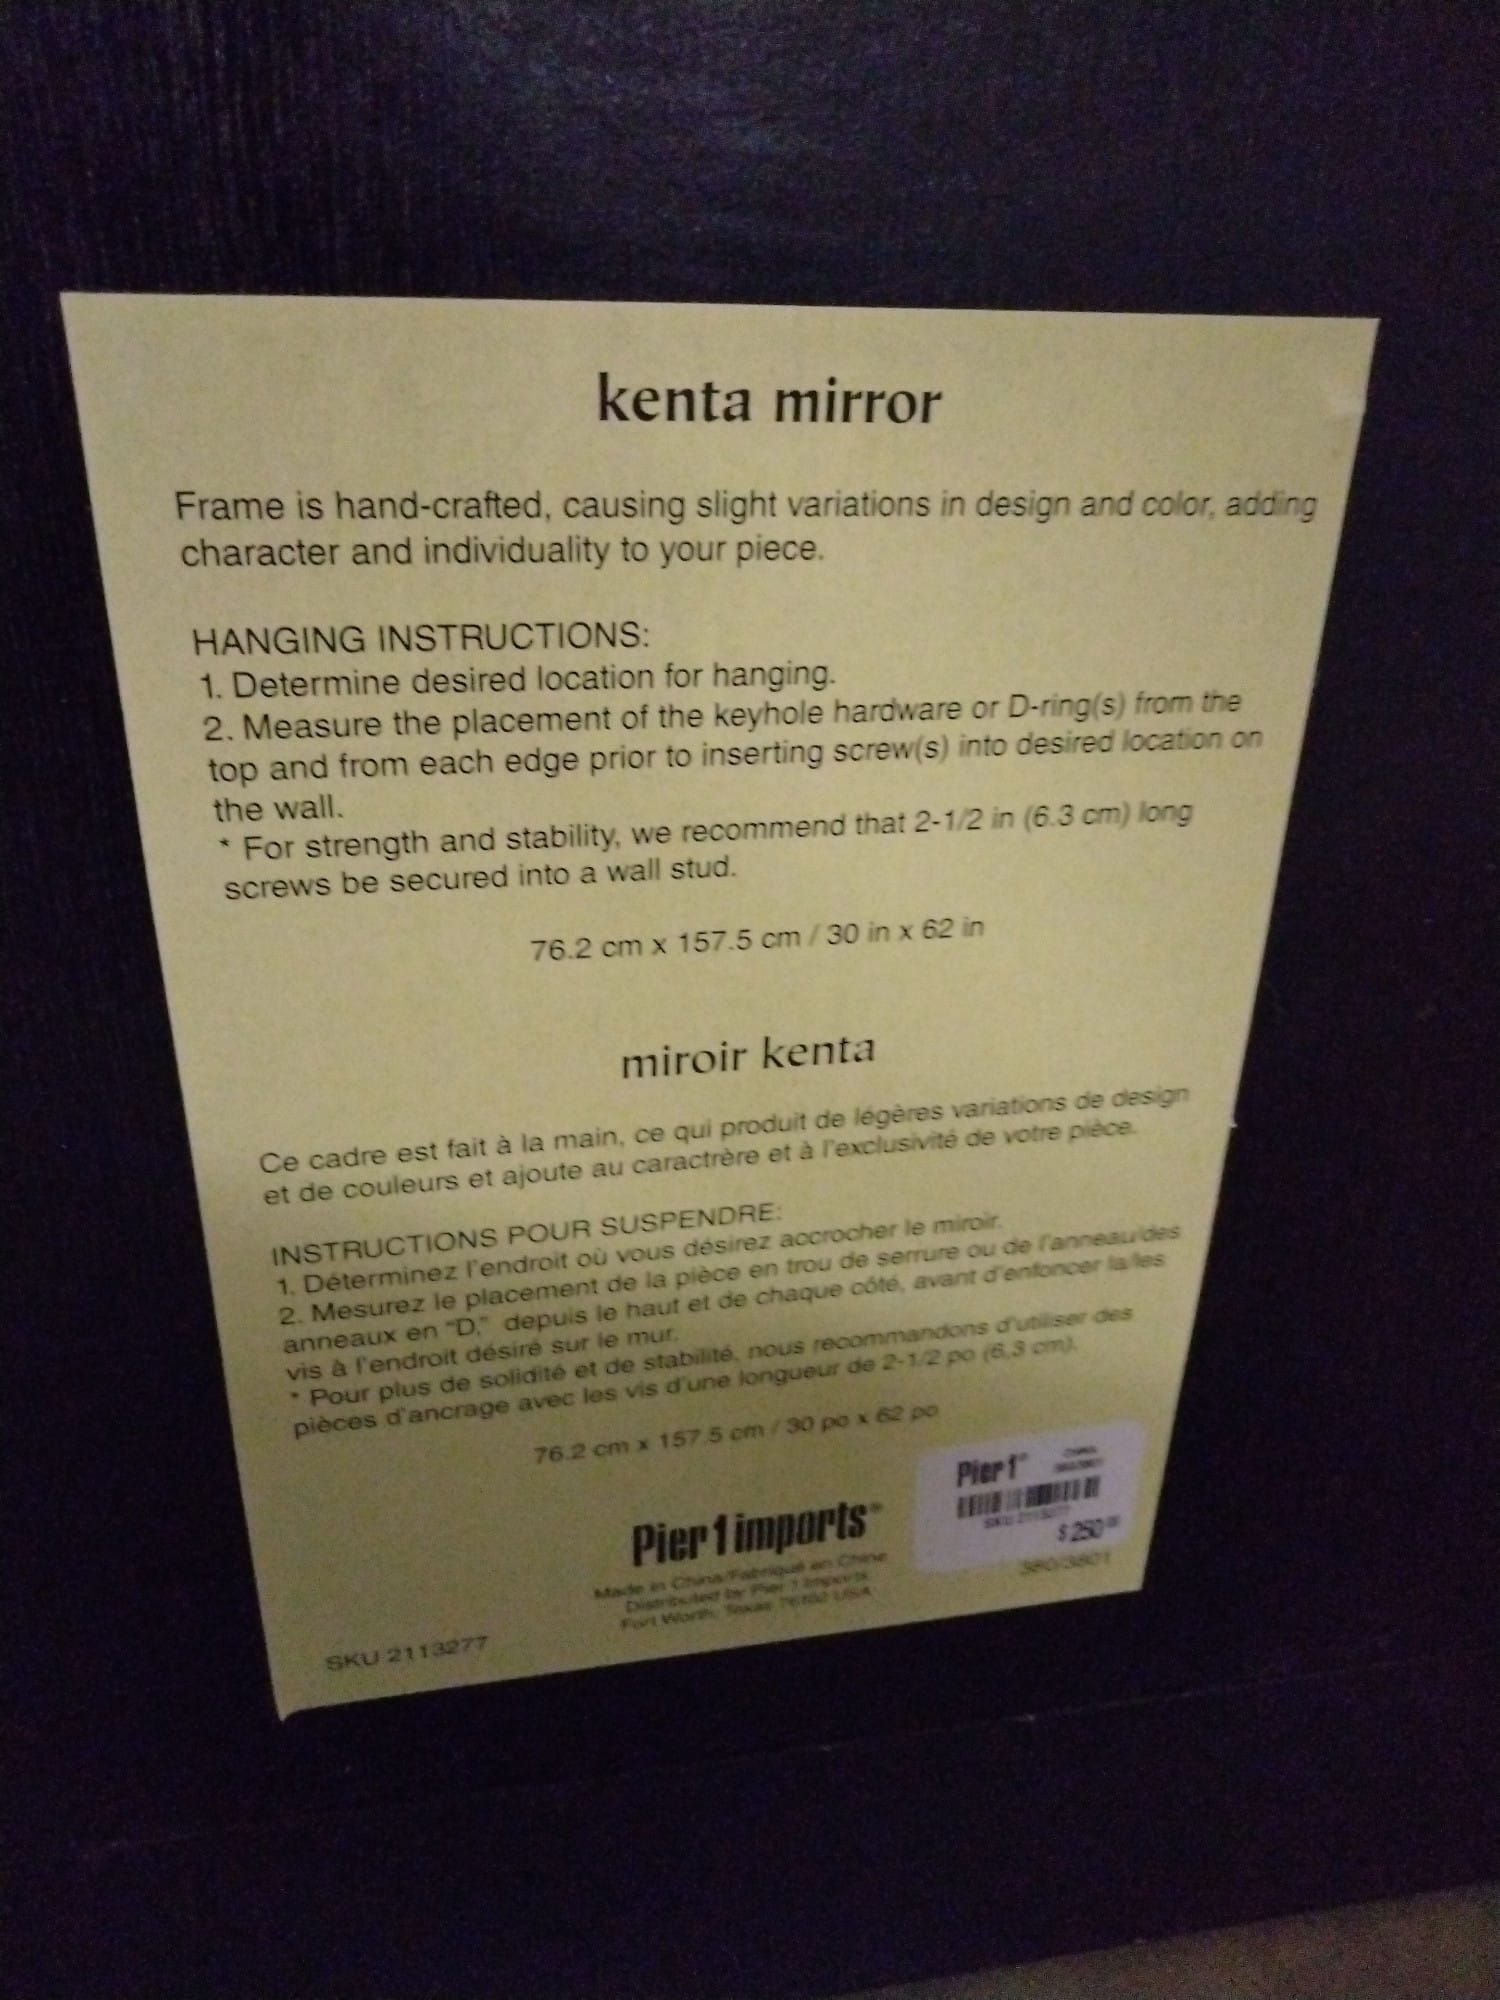 kenta mirror
Frame is hand-crafted, causing slight variations in design and color, adding
character and individuality to your piece.
HANGING INSTRUCTIONS:
1. Determine desired location for hanging.
2. Measure the placement of the keyhole hardware or D-ring(s) from the
top and from each edge prior to inserting screw(s) into desired location on
the wall.
* For strength and stability, we recommend that 2-1/2 in (6.3 cm) long
screws be secured into a wall stud.
76.2 cm x 157.5 cm / 30 in x 62 in
miroir kenta
Ce cadre est fait à la main, ce qui produit de légères variations de design
et de couleurs et ajoute au caractrère et à l'exclusivité de votre pièce.
INSTRUCTIONS POUR SUSPENDRE:
1. Déterminez l'endroit où vous désirez accrocher le miroir.
2. Mesurez le placement de la pièce en trou de serrure ou de l'anneau/des
anneaux en "D," depuis le haut et de chaque côté, avant d'enfoncer la/les
vis à l'endroit désiré sur le mur.
* Pour plus de solidité et de stabilité, nous recommandons d'utiliser des
pièces d'ancrage avec les vis d'une longueur de 2-1/2 po (6,3 cm).
76.2 cm x 157.5 cm / 30 po x 62 po
Pier 1 imports®
Made in China/Fabriqué en Chine
Distributed by Pier 1 Imports
Fort Worth, Texas 76102 USA
SKU 2113277
Pier 1®
CHINA
SKU 2113277
$250.00
380/3801